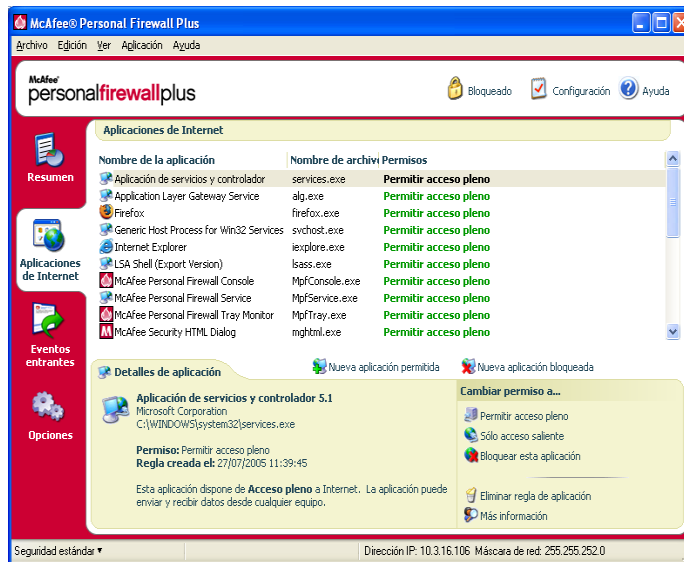 McAfee® Personal Firewall Plus
Archivo Edición Ver Aplicación Ayuda
McAfee
personalfirewallplus
Bloqueado Configuración Ayuda
Resumen
Aplicaciones de Internet
Eventos entrantes
Opciones
Aplicaciones de Internet
Nombre de la aplicación Nombre de archiv Permisos
Aplicación de servicios y controlador services.exe Permitir acceso pleno
Application Layer Gateway Service alg.exe Permitir acceso pleno
Firefox firefox.exe Permitir acceso pleno
Generic Host Process for Win32 Services svchost.exe Permitir acceso pleno
Internet Explorer iexplore.exe Permitir acceso pleno
LSA Shell (Export Version) lsass.exe Permitir acceso pleno
McAfee Personal Firewall Console MpfConsole.exe Permitir acceso pleno
McAfee Personal Firewall Service MpfService.exe Permitir acceso pleno
McAfee Personal Firewall Tray Monitor MpfTray.exe Permitir acceso pleno
McAfee Security HTML Dialog mghtml.exe Permitir acceso pleno
Nueva aplicación permitida Nueva aplicación bloqueada
Detalles de aplicación
Aplicación de servicios y controlador 5.1
Microsoft Corporation
C:\WINDOWS\system32\services.exe
Permiso: Permitir acceso pleno
Regla creada el: 27/07/2005 11:39:45
Esta aplicación dispone de Acceso pleno a Internet. La aplicación puede
enviar y recibir datos desde cualquier equipo.
Cambiar permiso a...
Permitir acceso pleno
Sólo acceso saliente
Bloquear esta aplicación
Eliminar regla de aplicación
Más información
Seguridad estándar Dirección IP: 10.3.16.106 Máscara de red: 255.255.252.0